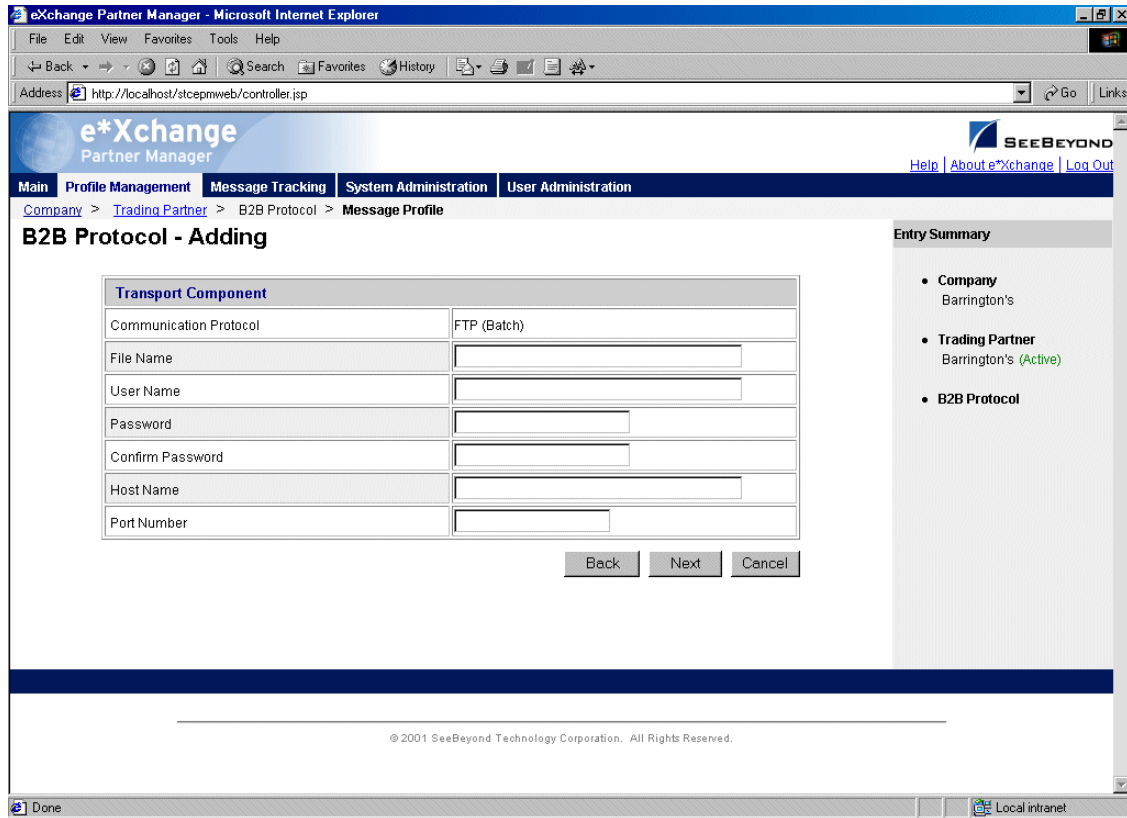 eXchange Partner Manager - Microsoft Internet Explorer
File Edit View Favorites Tools Help
Back Search Favorites History
Address http://localhost/stcepmweb/controller.jsp Go Links
e*Xchange
Partner Manager
SEEBEYOND
Help | About e*Xchange | Log Out
Main Profile Management Message Tracking System Administration User Administration
Company > Trading Partner > B2B Protocol > Message Profile
B2B Protocol - Adding
Transport Component
Communication Protocol FTP (Batch)
File Name
User Name
Password
Confirm Password
Host Name
Port Number
Back Next Cancel
Entry Summary
• Company
Barrington's
• Trading Partner
Barrington's (Active)
• B2B Protocol
© 2001 SeeBeyond Technology Corporation. All Rights Reserved.
Done Local intranet